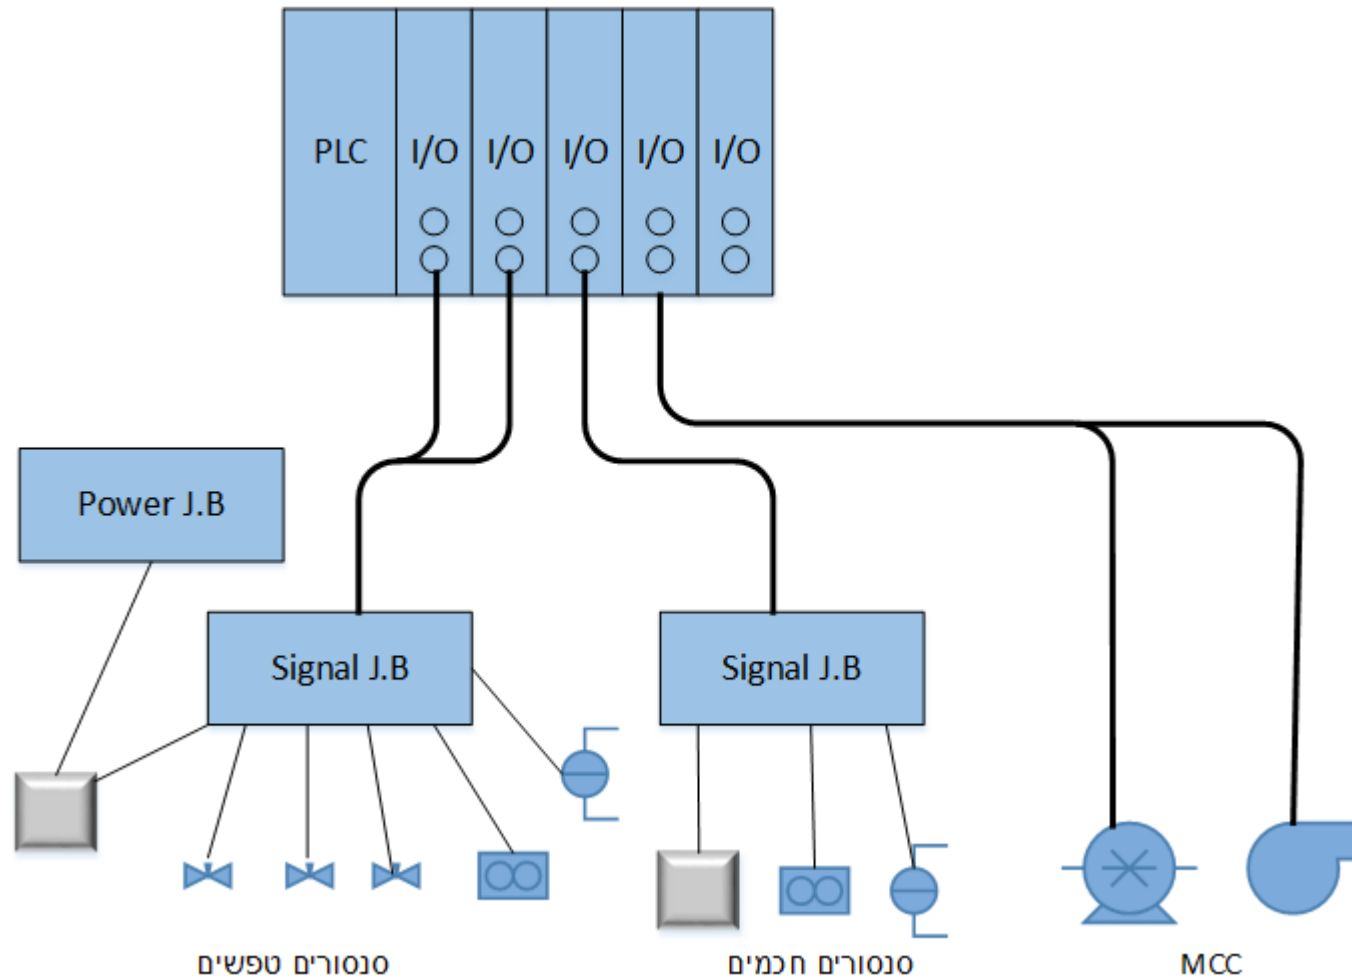 PLC
I/O
I/O
I/O
I/O
I/O
Power J.B
Signal J.B
Signal J.B
סנסורים טפשים
סנסורים חכמים
MCC